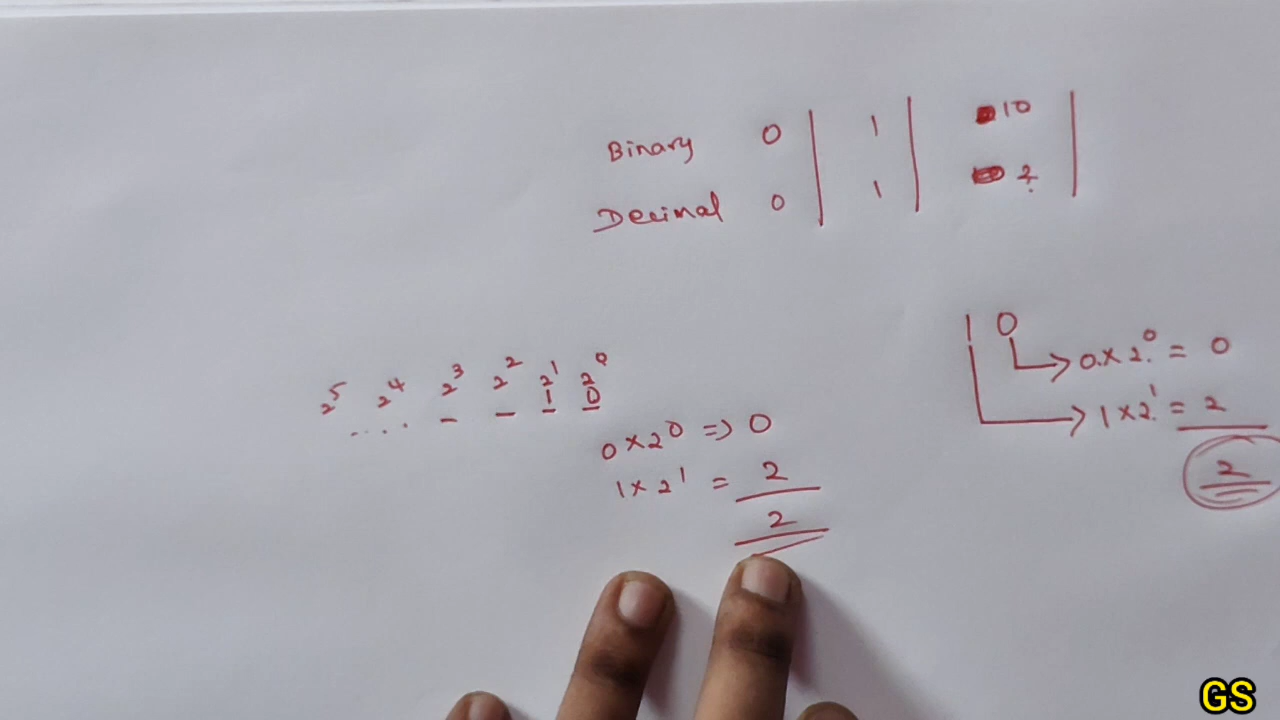 Binary 0 | 1 | 10 |
Decimal 0 | 1 | 2 |
2⁵ 2⁴ 2³ 2² 2¹ 2⁰
.... _ _ 1 0
0 × 2⁰ => 0
1 × 2¹ = 2
2
1 0
0 × 2⁰ = 0
1 × 2¹ = 2
2
GS